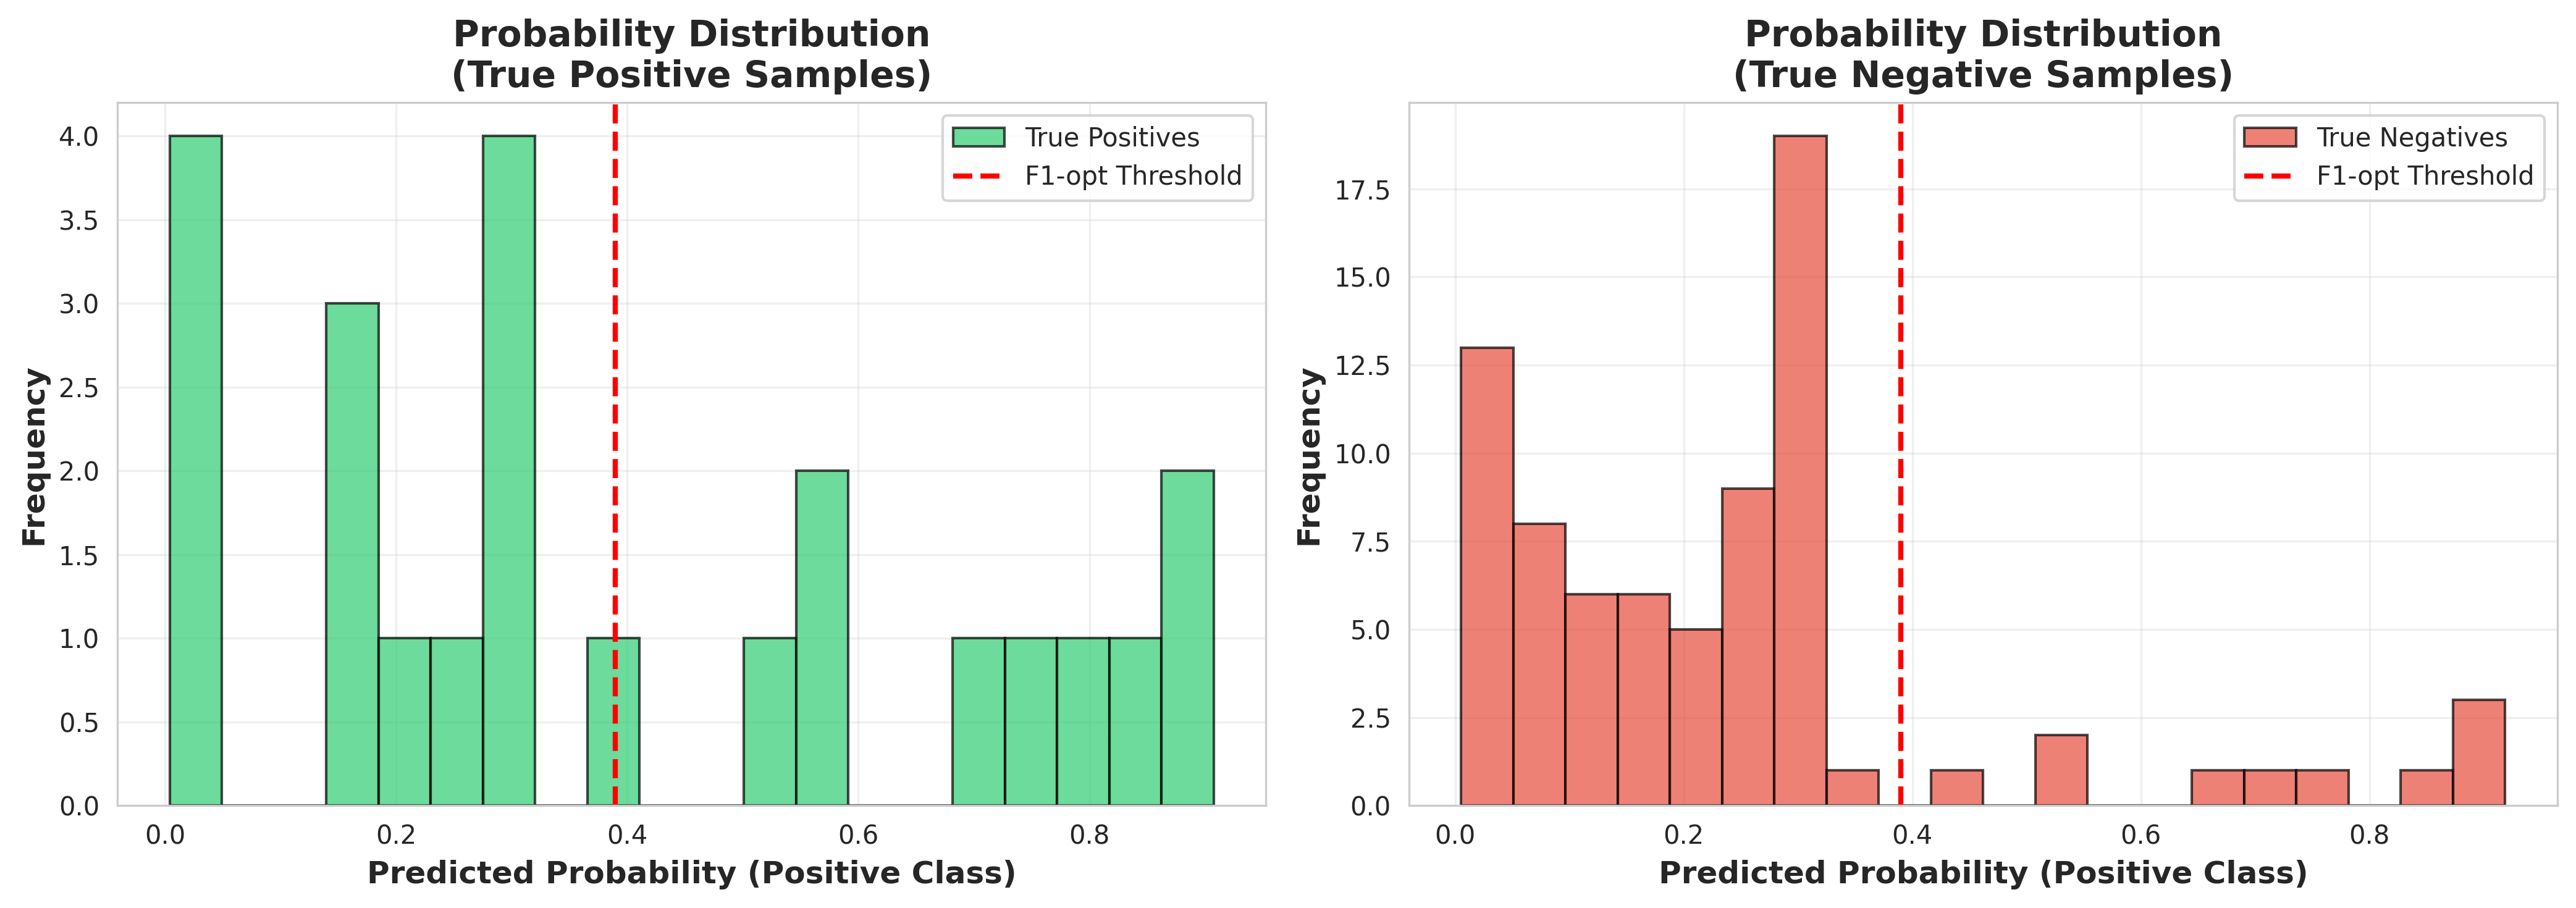 Probability Distribution
(True Positive Samples)
True Positives
F1-opt Threshold
Frequency
4.0
3.5
3.0
2.5
2.0
1.5
1.0
0.5
0.0
0.0 0.2 0.4 0.6 0.8
Predicted Probability (Positive Class)
Probability Distribution
(True Negative Samples)
True Negatives
F1-opt Threshold
Frequency
17.5
15.0
12.5
10.0
7.5
5.0
2.5
0.0
0.0 0.2 0.4 0.6 0.8
Predicted Probability (Positive Class)